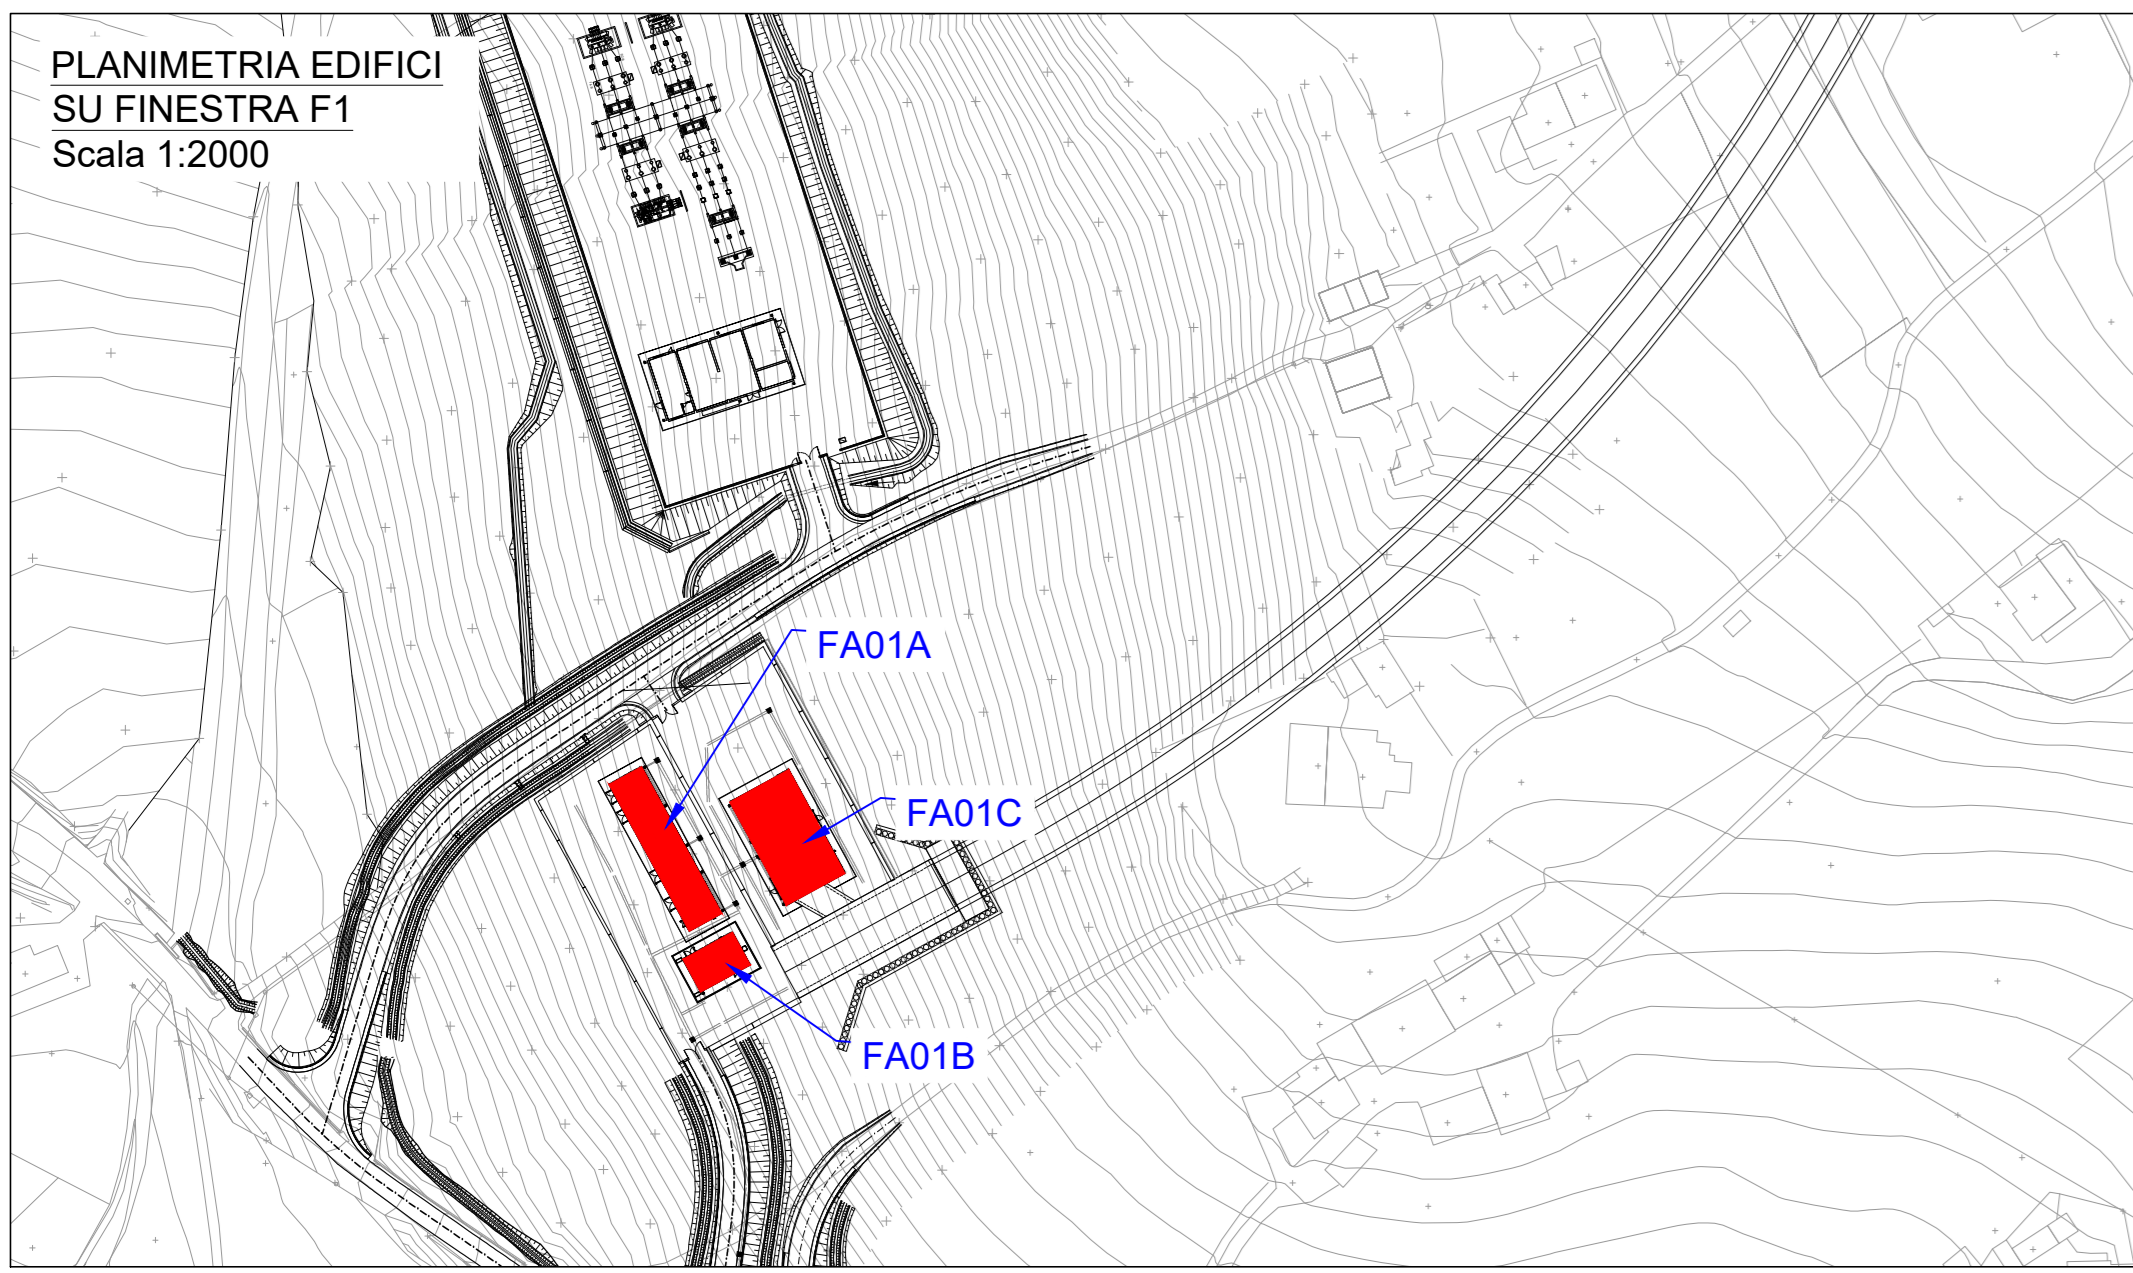 PLANIMETRIA EDIFICI
SU FINESTRA F1
Scala 1:2000
FA01A
FA01C
FA01B